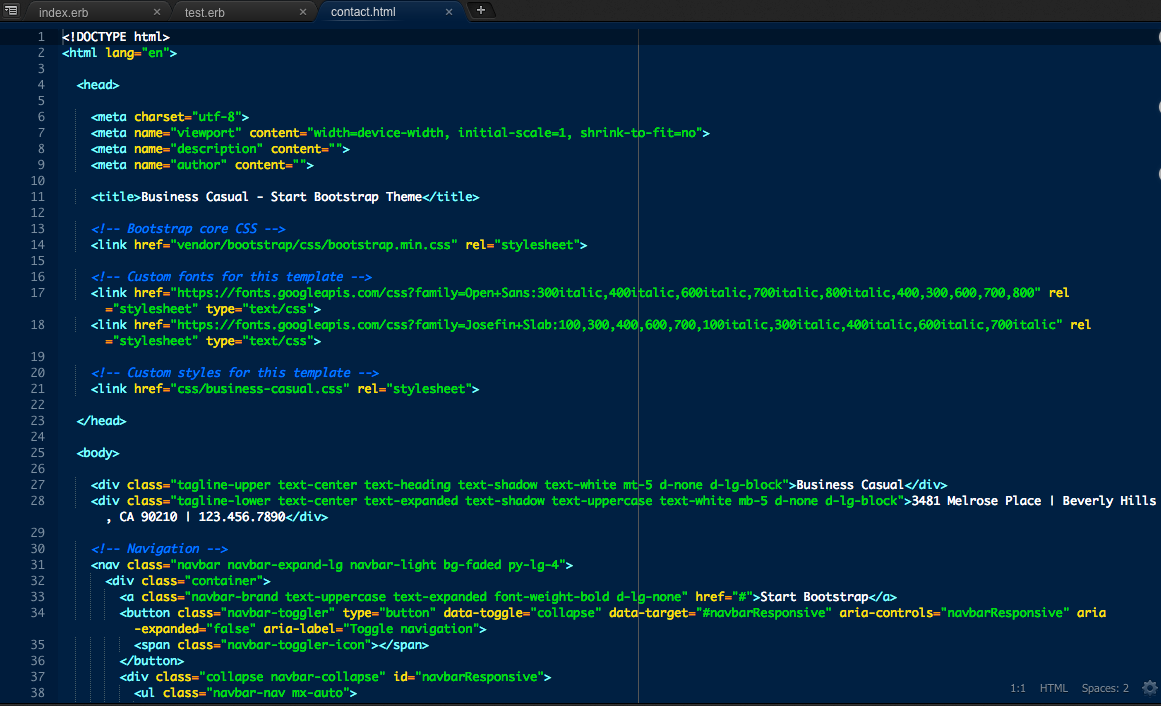 index.erb × test.erb × contact.html × +
1 <!DOCTYPE html>
2 <html lang="en">
3
4 <head>
5
6 <meta charset="utf-8">
7 <meta name="viewport" content="width=device-width, initial-scale=1, shrink-to-fit=no">
8 <meta name="description" content="">
9 <meta name="author" content="">
10
11 <title>Business Casual - Start Bootstrap Theme</title>
12
13 <!-- Bootstrap core CSS -->
14 <link href="vendor/bootstrap/css/bootstrap.min.css" rel="stylesheet">
15
16 <!-- Custom fonts for this template -->
17 <link href="https://fonts.googleapis.com/css?family=Open+Sans:300italic,400italic,600italic,700italic,800italic,400,300,600,700,800" rel
="stylesheet" type="text/css">
18 <link href="https://fonts.googleapis.com/css?family=Josefin+Slab:100,300,400,600,700,100italic,300italic,400italic,600italic,700italic" rel
="stylesheet" type="text/css">
19
20 <!-- Custom styles for this template -->
21 <link href="css/business-casual.css" rel="stylesheet">
22
23 </head>
24
25 <body>
26
27 <div class="tagline-upper text-center text-heading text-shadow text-white mt-5 d-none d-lg-block">Business Casual</div>
28 <div class="tagline-lower text-center text-expanded text-shadow text-uppercase text-white mb-5 d-none d-lg-block">3481 Melrose Place | Beverly Hills
, CA 90210 | 123.456.7890</div>
29
30 <!-- Navigation -->
31 <nav class="navbar navbar-expand-lg navbar-light bg-faded py-lg-4">
32 <div class="container">
33 <a class="navbar-brand text-uppercase text-expanded font-weight-bold d-lg-none" href="#">Start Bootstrap</a>
34 <button class="navbar-toggler" type="button" data-toggle="collapse" data-target="#navbarResponsive" aria-controls="navbarResponsive" aria
-expanded="false" aria-label="Toggle navigation">
35 <span class="navbar-toggler-icon"></span>
36 </button>
37 <div class="collapse navbar-collapse" id="navbarResponsive">
38 <ul class="navbar-nav mx-auto">
1:1 HTML Spaces: 2